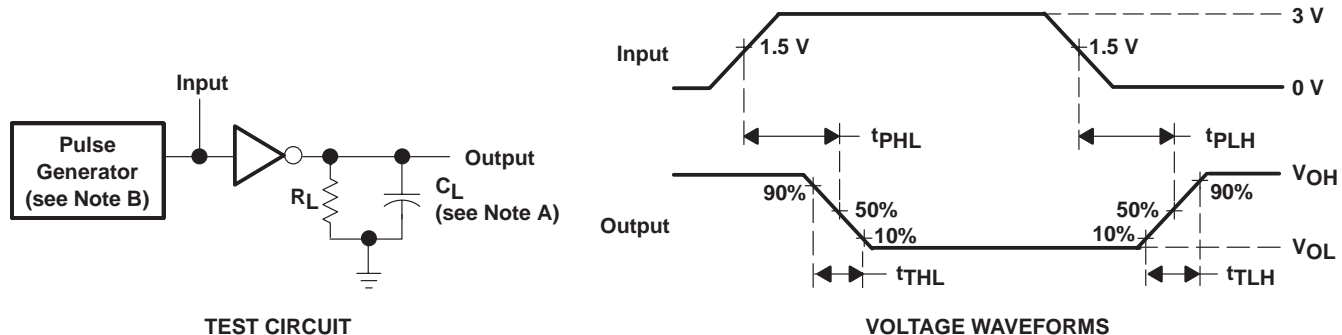 Input
Pulse
Generator
(see Note B)
Output
RL
CL
(see Note A)
TEST CIRCUIT
3 V
1.5 V
1.5 V
Input
0 V
tPHL
tPLH
VOH
90%
90%
50%
50%
Output
10%
10%
VOL
tTHL
tTLH
VOLTAGE WAVEFORMS